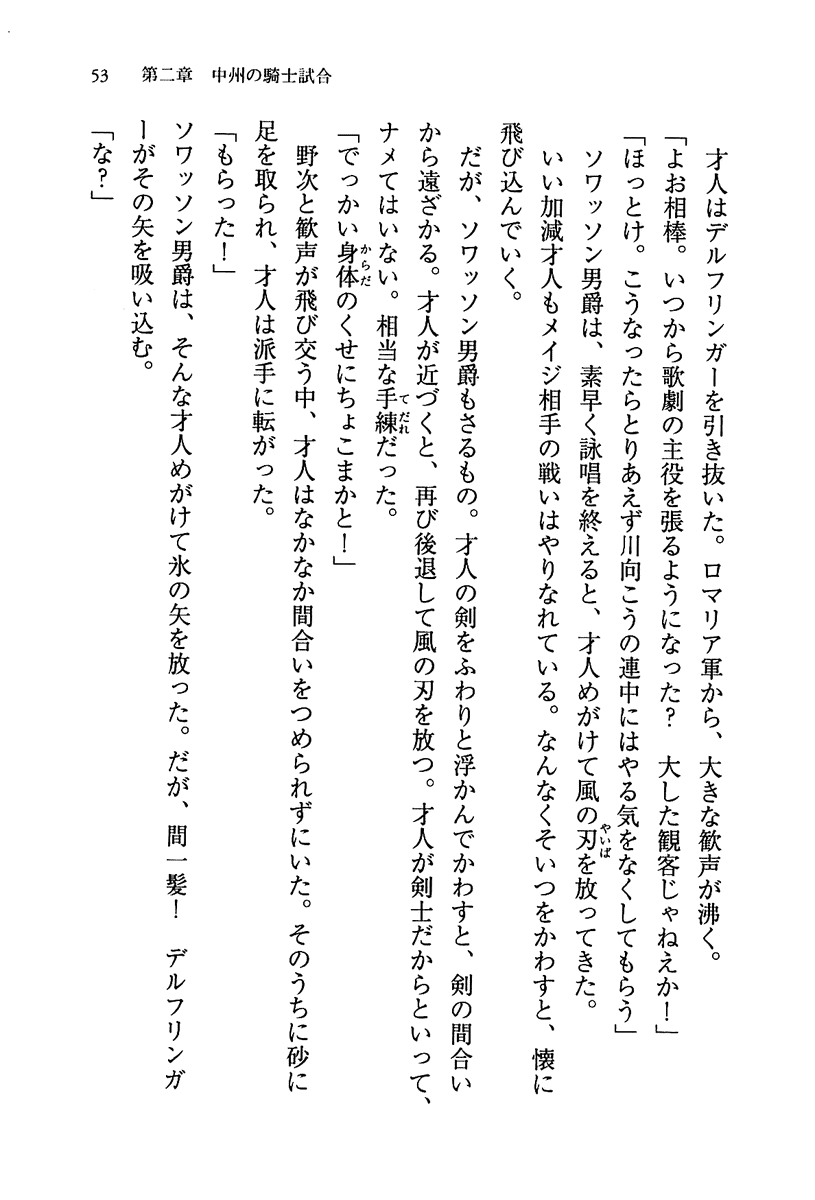 53　第二章　中州の騎士試合
　才人はデルフリンガーを引き抜いた。ロマリア軍から、大きな歓声が沸く。
「よお相棒。いつから歌劇の主役を張るようになった？　大した観客じゃねえか！」
「ほっとけ。こうなったらとりあえず川向こうの連中にはやる気をなくしてもらう」
　ソワッソン男爵は、素早く詠唱を終えると、才人めがけて風の刃やいばを放ってきた。
　いい加減才人もメイジ相手の戦いはやりなれている。なんなくそいつをかわすと、懐に
飛び込んでいく。
　だが、ソワッソン男爵もさるもの。才人の剣をふわりと浮かんでかわすと、剣の間合い
から遠ざかる。才人が近づくと、再び後退して風の刃を放つ。才人が剣士だからといって、
ナメてはいない。相当な手練てだれだった。
「でっかい身体からだのくせにちょこまかと！」
　野次と歓声が飛び交う中、才人はなかなか間合いをつめられずにいた。そのうちに砂に
足を取られ、才人は派手に転がった。
「もらった！」
ソワッソン男爵は、そんな才人めがけて氷の矢を放った。だが、間一髪！　デルフリンガ
ーがその矢を吸い込む。
「な？」